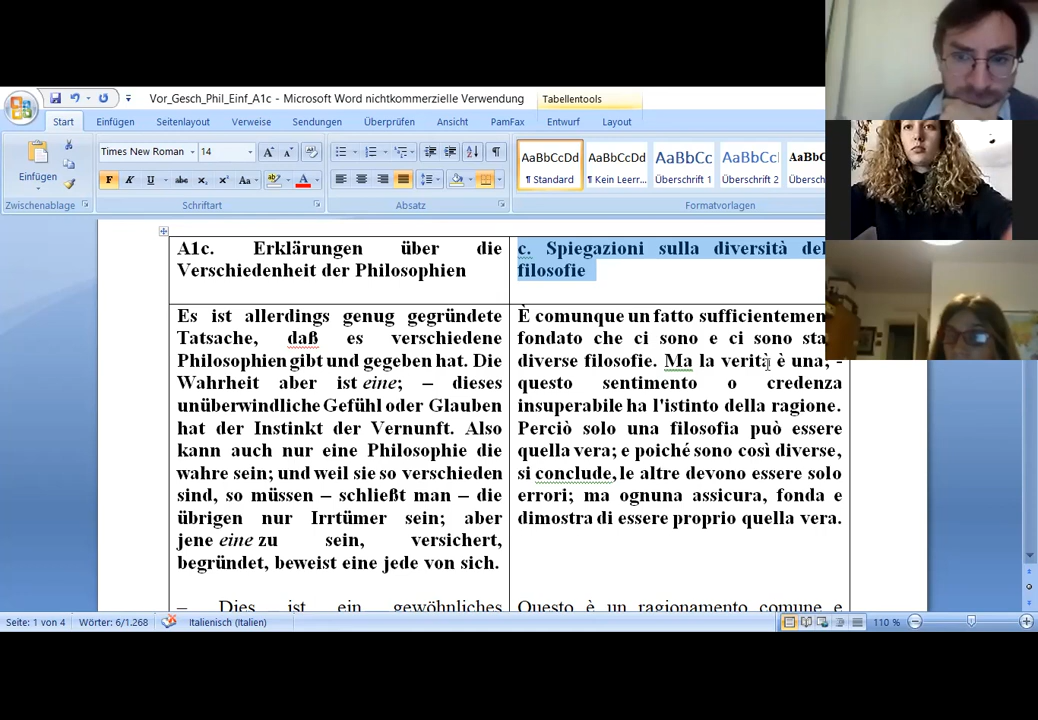 Vor_Gesch_Phil_Einf_A1c - Microsoft Word nichtkommerzielle Verwendung
Tabellentools
Start Einfügen Seitenlayout Verweise Sendungen Überprüfen Ansicht PamFax Entwurf Layout
Einfügen
Times New Roman 14
F K U abc x₂ x² Aa
AaBbCcDd AaBbCcDd AaBbCc AaBbCc AaB
¶ Standard ¶ Kein Leerr... Überschrift 1 Überschrift 2 Übersch
Zwischenablage Schriftart Absatz Formatvorlagen
A1c. Erklärungen über die
Verschiedenheit der Philosophien
c. Spiegazioni sulla diversità del
filosofie
Es ist allerdings genug gegründete
Tatsache, daß es verschiedene
Philosophien gibt und gegeben hat. Die
Wahrheit aber ist eine; – dieses
unüberwindliche Gefühl oder Glauben
hat der Instinkt der Vernunft. Also
kann auch nur eine Philosophie die
wahre sein; und weil sie so verschieden
sind, so müssen – schließt man – die
übrigen nur Irrtümer sein; aber
jene eine zu sein, versichert,
begründet, beweist eine jede von sich.
– Dies ist ein gewöhnliches
È comunque un fatto sufficientemen
fondato che ci sono e ci sono sta
diverse filosofie. Ma la verità è una, -
questo sentimento o credenza
insuperabile ha l'istinto della ragione.
Perciò solo una filosofia può essere
quella vera; e poiché sono così diverse,
si conclude, le altre devono essere solo
errori; ma ognuna assicura, fonda e
dimostra di essere proprio quella vera.
Questo è un ragionamento comune e
Seite: 1 von 4 Wörter: 6/1.268 Italienisch (Italien) 110 %